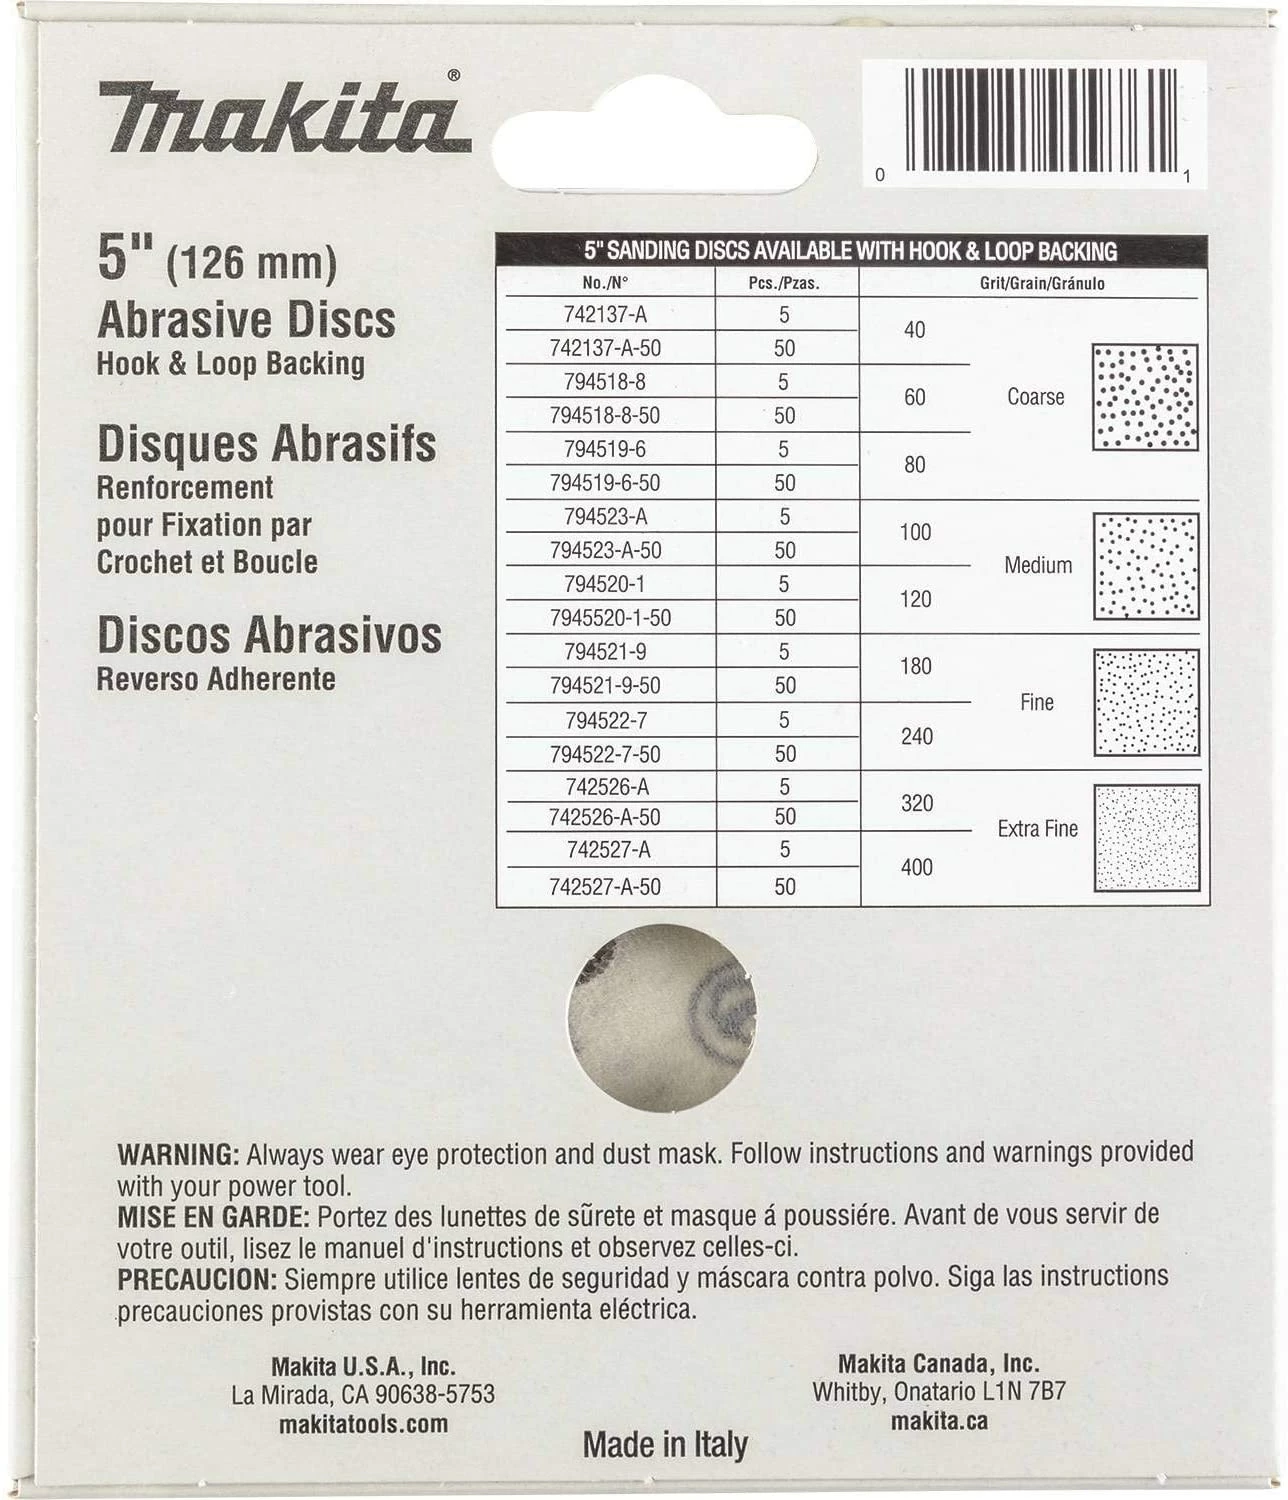 Makita®
0 1
5" (126 mm)
Abrasive Discs
Hook & Loop Backing
Disques Abrasifs
Renforcement
pour Fixation par
Crochet et Boucle
Discos Abrasivos
Reverso Adherente
5" SANDING DISCS AVAILABLE WITH HOOK & LOOP BACKING
No./N° Pcs./Pzas. Grit/Grain/Gránulo
742137-A 5 40
742137-A-50 50
794518-8 5 60 Coarse
794518-8-50 50
794519-6 5 80
794519-6-50 50
794523-A 5 100
794523-A-50 50 Medium
794520-1 5 120
7945520-1-50 50
794521-9 5 180
794521-9-50 50 Fine
794522-7 5 240
794522-7-50 50
742526-A 5 320
742526-A-50 50 Extra Fine
742527-A 5 400
742527-A-50 50
WARNING: Always wear eye protection and dust mask. Follow instructions and warnings provided
with your power tool.
MISE EN GARDE: Portez des lunettes de sũrete et masque á poussiére. Avant de vous servir de
votre outil, lisez le manuel d'instructions et observez celles-ci.
PRECAUCION: Siempre utilice lentes de seguridad y máscara contra polvo. Siga las instructions
precauciones provistas con su herramienta eléctrica.
Makita U.S.A., Inc.
La Mirada, CA 90638-5753
makitatools.com
Makita Canada, Inc.
Whitby, Onatario L1N 7B7
makita.ca
Made in Italy